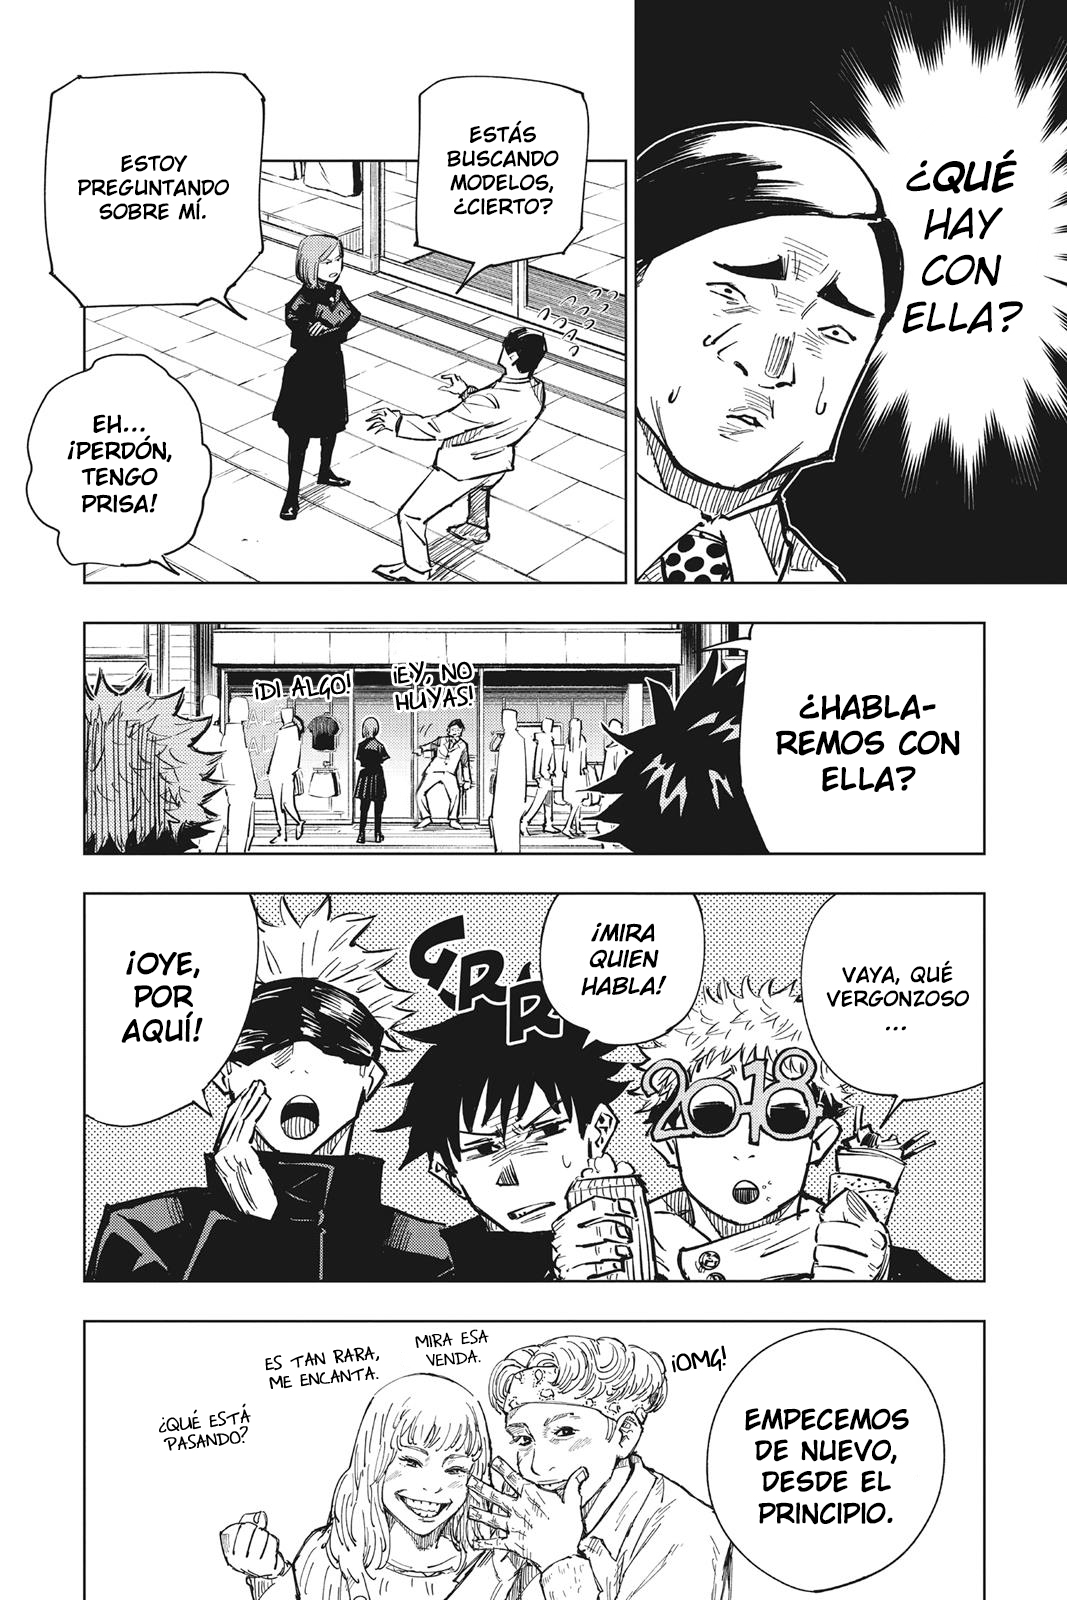 ¿QUÉ
HAY
CON
ELLA?
ESTÁS
BUSCANDO
MODELOS,
¿CIERTO?
ESTOY
PREGUNTANDO
SOBRE MÍ.
EH...
¡PERDÓN,
TENGO
PRISA!
¿HABLA-
REMOS CON
ELLA?
¡EY, NO
HUYAS!
¡DI ALGO!
VAYA, QUÉ
VERGONZOSO
...
2018
¡MIRA
QUIEN
HABLA!
GRR
¡OYE,
POR
AQUÍ!
EMPECEMOS
DE NUEVO,
DESDE EL
PRINCIPIO.
¡OMG!
MIRA ESA
VENDA.
ES TAN RARA,
ME ENCANTA.
¿QUÉ ESTÁ
PASANDO?